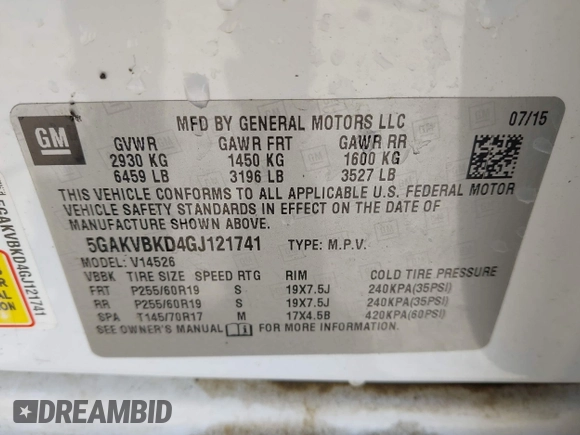 MFD BY GENERAL MOTORS LLC 07/15
GM
GVWR GAWR FRT GAWR RR
2930 KG 1450 KG 1600 KG
6459 LB 3196 LB 3527 LB
THIS VEHICLE CONFORMS TO ALL APPLICABLE U.S. FEDERAL MOTOR
VEHICLE SAFETY STANDARDS IN EFFECT ON THE DATE OF
MANUFACTURE SHOWN ABOVE.
5GAKVBKD4GJ121741 TYPE: M.P.V.
MODEL: V14526
VBBK TIRE SIZE SPEED RTG RIM COLD TIRE PRESSURE
FRT P255/60R19 S 19X7.5J 240KPA(35PSI)
RR P255/60R19 S 19X7.5J 240KPA(35PSI)
SPA T145/70R17 M 17X4.5B 420KPA(60PSI)
SEE OWNER'S MANUAL FOR MORE INFORMATION.
5GAKVBKD4GJ121741
DREAMBID